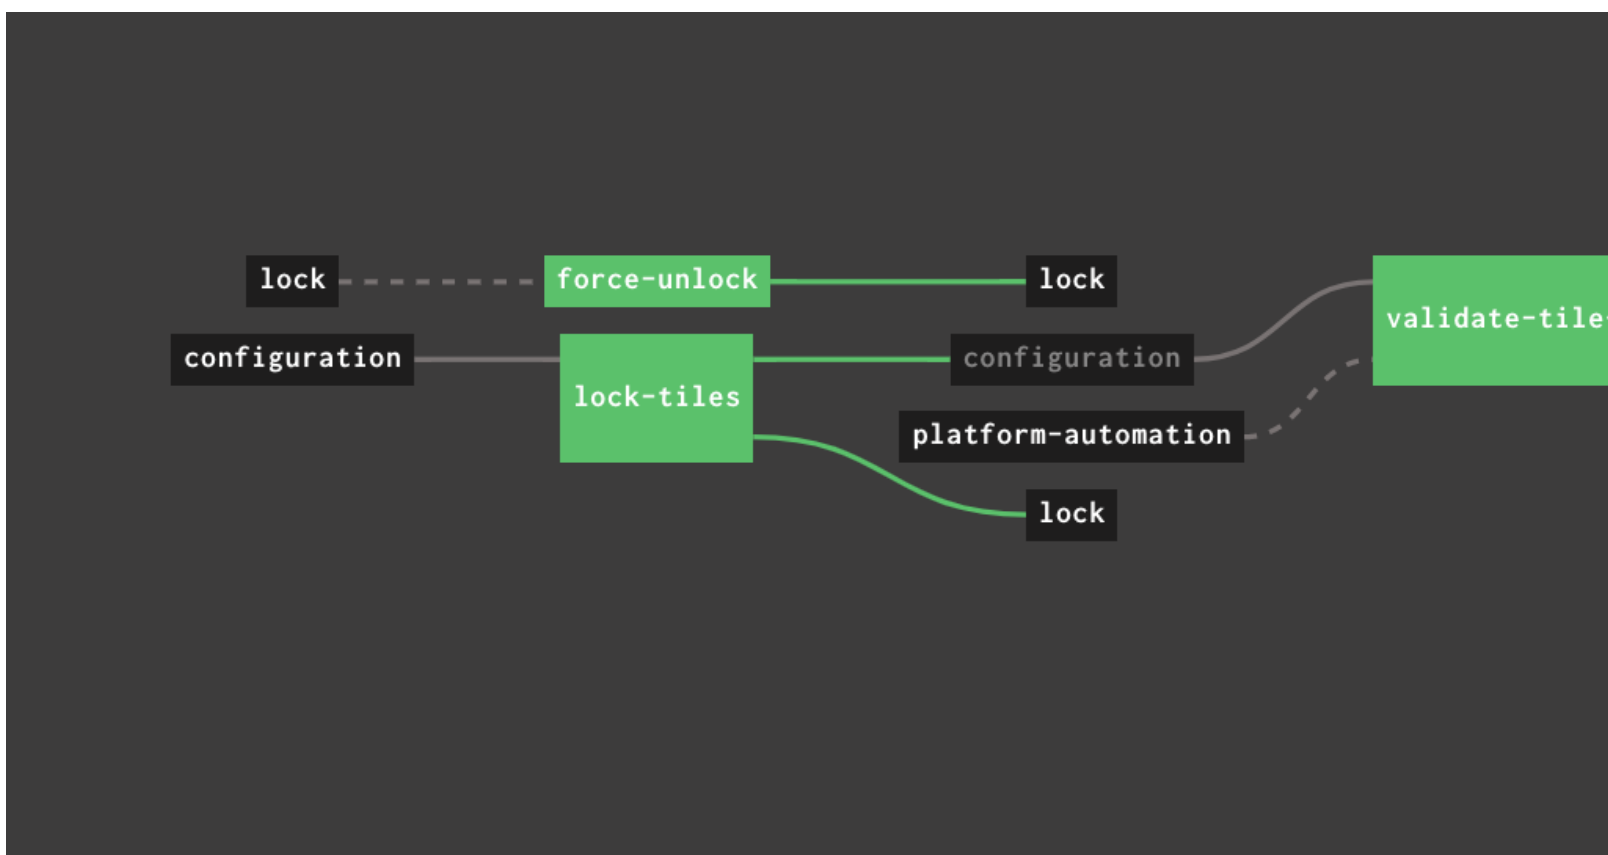 lock
force-unlock
lock
configuration
lock-tiles
configuration
validate-tile
platform-automation
lock